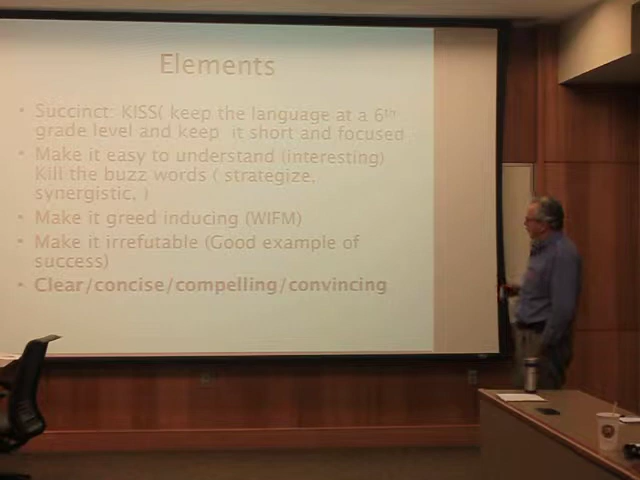 Elements
• Succinct: KISS( keep the language at a 6th
grade level and keep it short and focused
• Make it easy to understand (interesting)
Kill the buzz words ( strategize,
synergistic, )
• Make it greed inducing (WIFM)
• Make it irrefutable (Good example of
success)
• Clear/concise/compelling/convincing